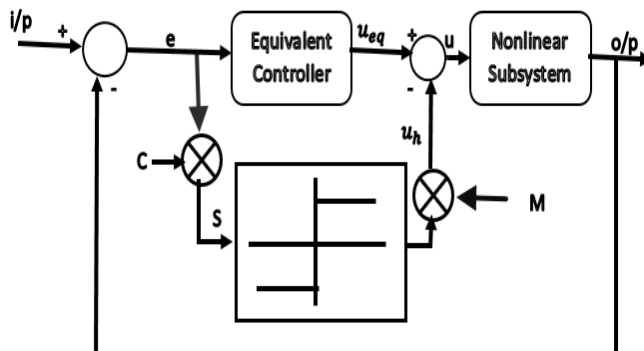 i/p
+
e
-
Equivalent
Controller
u_eq
+
-
u
Nonlinear
Subsystem
o/p
C
u_h
S
M